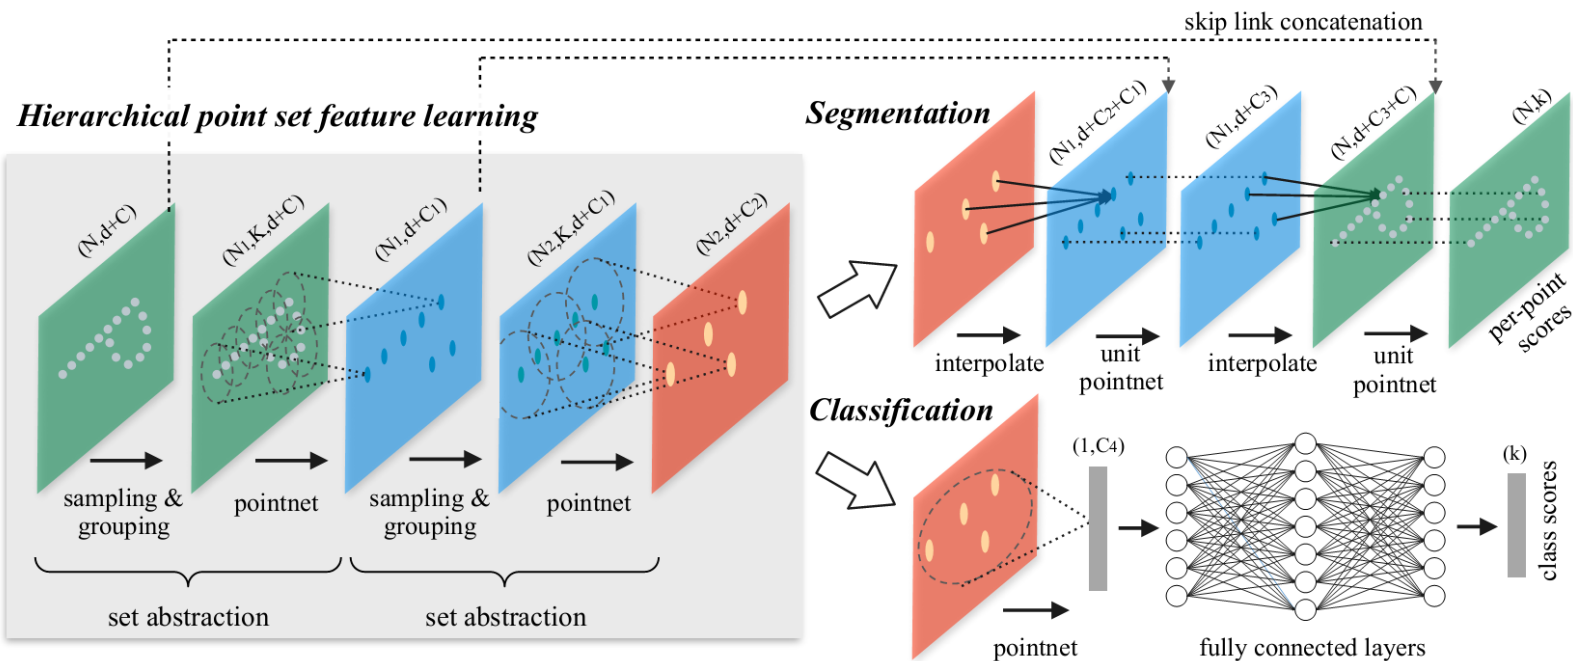 skip link concatenation
Hierarchical point set feature learning
(N,d+C)
(N1,K,d+C)
(N1,d+C1)
(N2,K,d+C1)
(N2,d+C2)
sampling &
grouping
pointnet
sampling &
grouping
pointnet
set abstraction
set abstraction
Segmentation
(N1,d+C2+C1)
(N1,d+C3)
(N,d+C3+C)
(N,k)
interpolate
unit
pointnet
interpolate
unit
pointnet
per-point
scores
Classification
(1,C4)
(k)
class scores
pointnet
fully connected layers